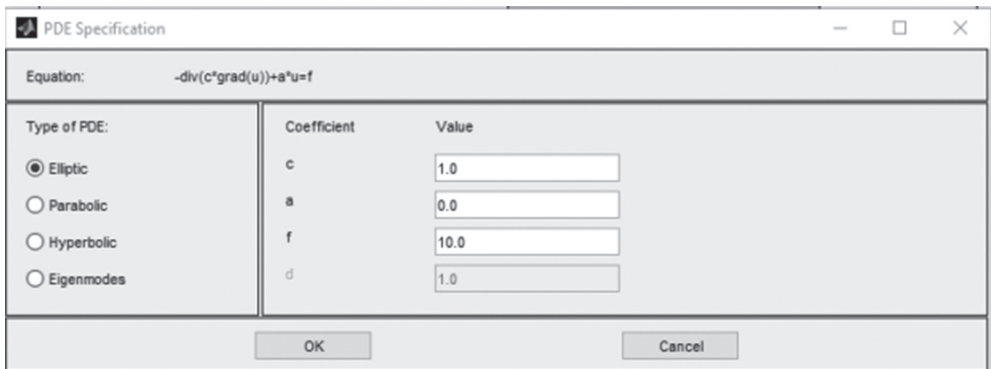 PDE Specification
Equation: -div(c*grad(u))+a*u=f
Type of PDE:
Elliptic
Parabolic
Hyperbolic
Eigenmodes
Coefficient Value
c 1.0
a 0.0
f 10.0
d 1.0
OK Cancel